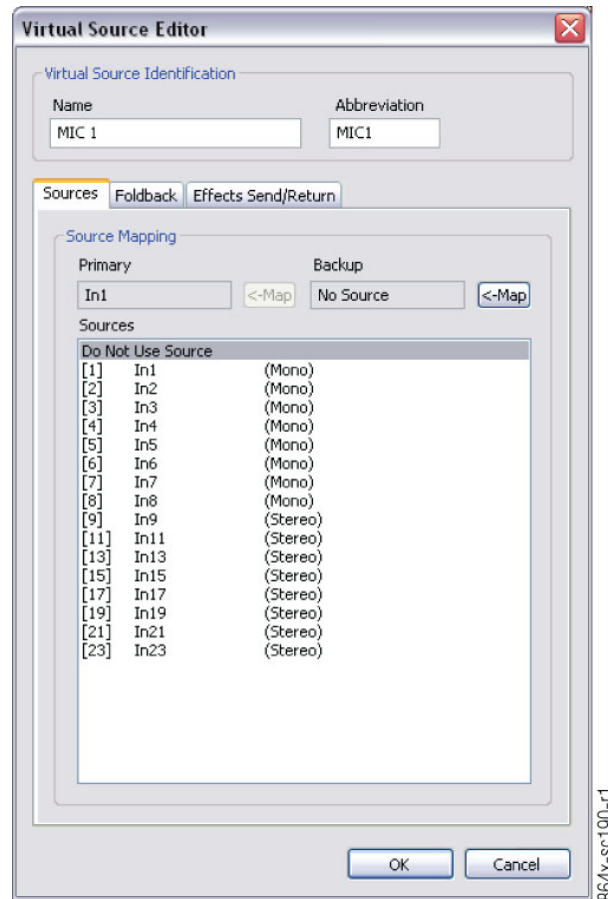 Virtual Source Editor
Virtual Source Identification
Name Abbreviation
MIC 1 MIC1
Sources Foldback Effects Send/Return
Source Mapping
Primary Backup
In1 <-Map No Source <-Map
Sources
Do Not Use Source
[1] In1 (Mono)
[2] In2 (Mono)
[3] In3 (Mono)
[4] In4 (Mono)
[5] In5 (Mono)
[6] In6 (Mono)
[7] In7 (Mono)
[8] In8 (Mono)
[9] In9 (Stereo)
[11] In11 (Stereo)
[13] In13 (Stereo)
[15] In15 (Stereo)
[17] In17 (Stereo)
[19] In19 (Stereo)
[21] In21 (Stereo)
[23] In23 (Stereo)
OK Cancel
864x-sc190-r1